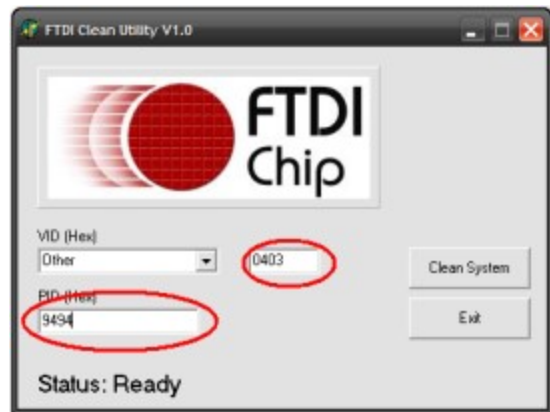 FTDI Clean Utility V1.0
FTDI
Chip
VID (Hex)
Other
0403
Clean System
PID (Hex)
9494
Exit
Status: Ready